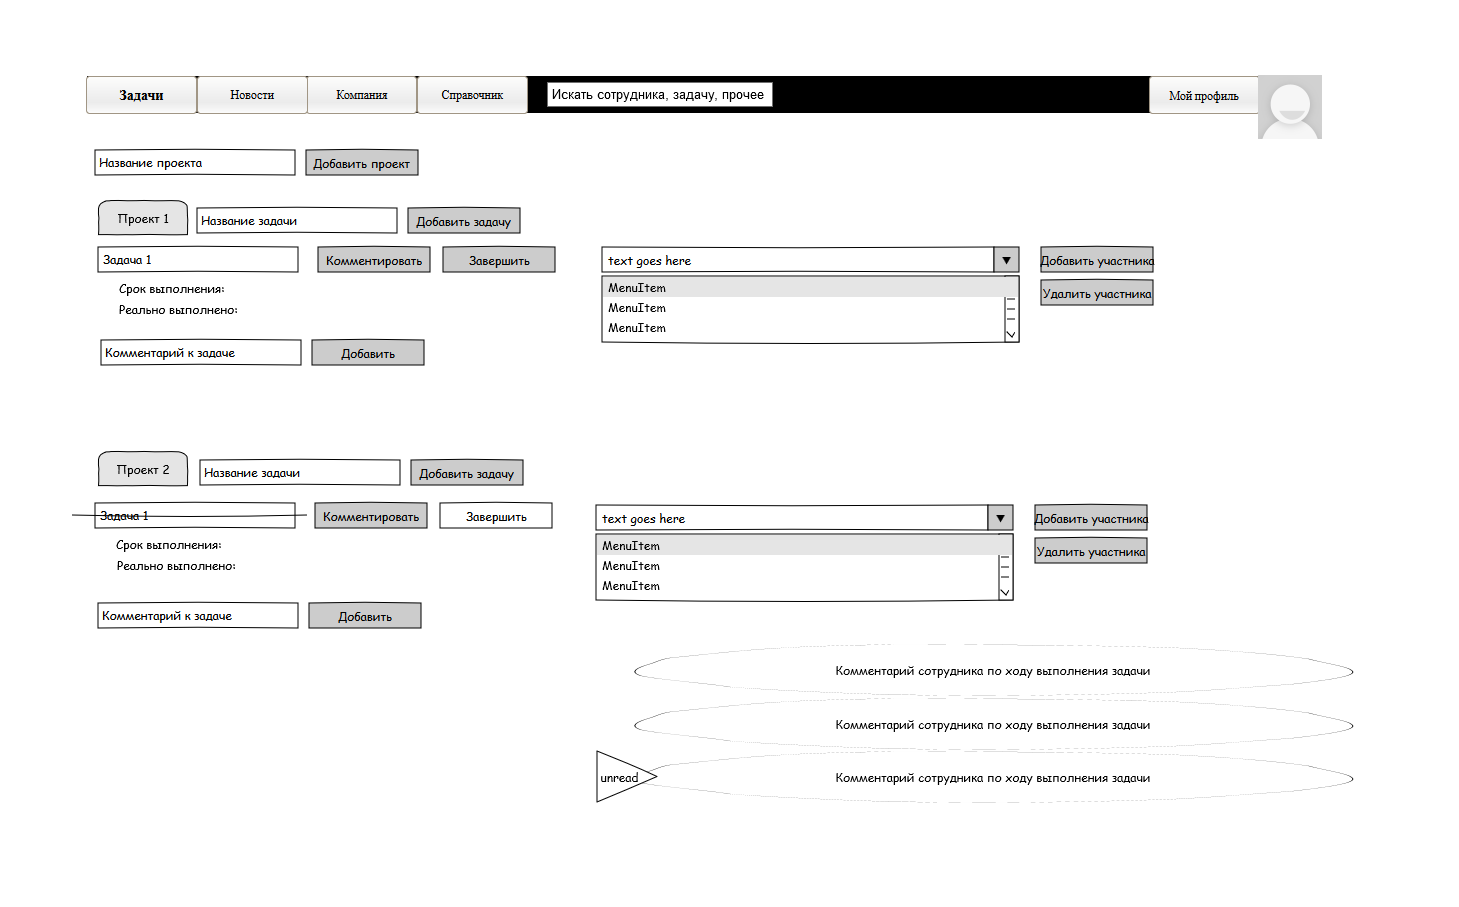 Задачи
Новости
Компания
Справочник
Искать сотрудника, задачу, прочее
Мой профиль
Название проекта
Добавить проект
Проект 1
Название задачи
Добавить задачу
Задача 1
Комментировать
Завершить
text goes here
Добавить участника
Срок выполнения:
MenuItem
Удалить участника
Реально выполнено:
MenuItem
MenuItem
Комментарий к задаче
Добавить
Проект 2
Название задачи
Добавить задачу
Задача 1
Комментировать
Завершить
text goes here
Добавить участника
Срок выполнения:
MenuItem
Удалить участника
Реально выполнено:
MenuItem
MenuItem
Комментарий к задаче
Добавить
Комментарий сотрудника по ходу выполнения задачи
Комментарий сотрудника по ходу выполнения задачи
unread
Комментарий сотрудника по ходу выполнения задачи